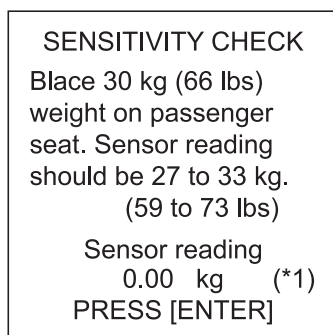 SENSITIVITY CHECK
Blace 30 kg (66 lbs)
weight on passenger
seat. Sensor reading
should be 27 to 33 kg.
(59 to 73 lbs)
Sensor reading
0.00 kg (*1)
PRESS [ENTER]